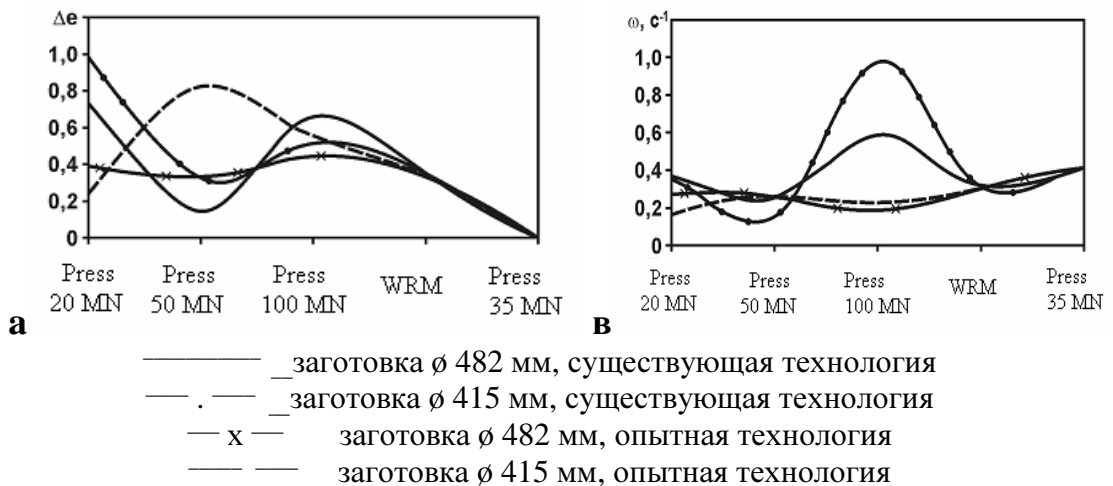 Δe
1,0
0,8
0,6
0,4
0,2
0
Press 20 MN
Press 50 MN
Press 100 MN
WRM
Press 35 MN
а
ω, c⁻¹
1,0
0,8
0,6
0,4
0,2
0
Press 20 MN
Press 50 MN
Press 100 MN
WRM
Press 35 MN
в
_заготовка ø 482 мм, существующая технология
. _заготовка ø 415 мм, существующая технология
х заготовка ø 482 мм, опытная технология
заготовка ø 415 мм, опытная технология